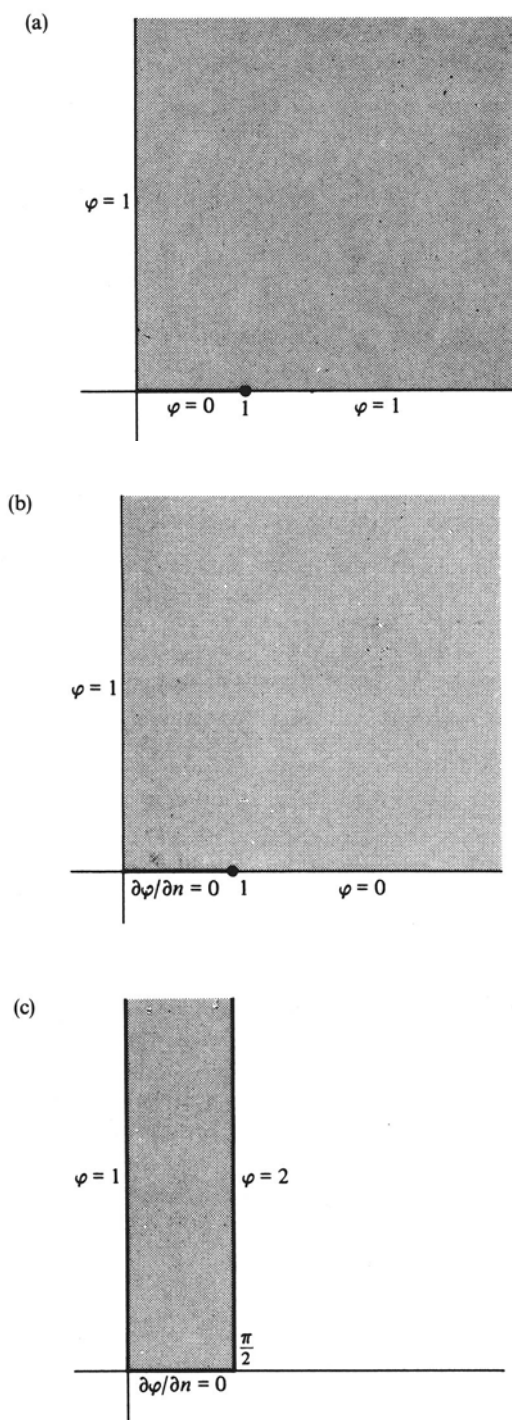 (a)
φ = 1
φ = 0 1 φ = 1
(b)
φ = 1
∂φ/∂n = 0 1 φ = 0
(c)
φ = 1 φ = 2
π/2
∂φ/∂n = 0